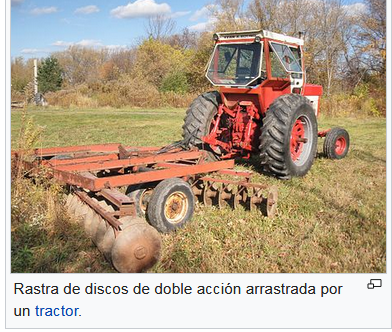 Rastra de discos de doble acción arrastrada por
un tractor.